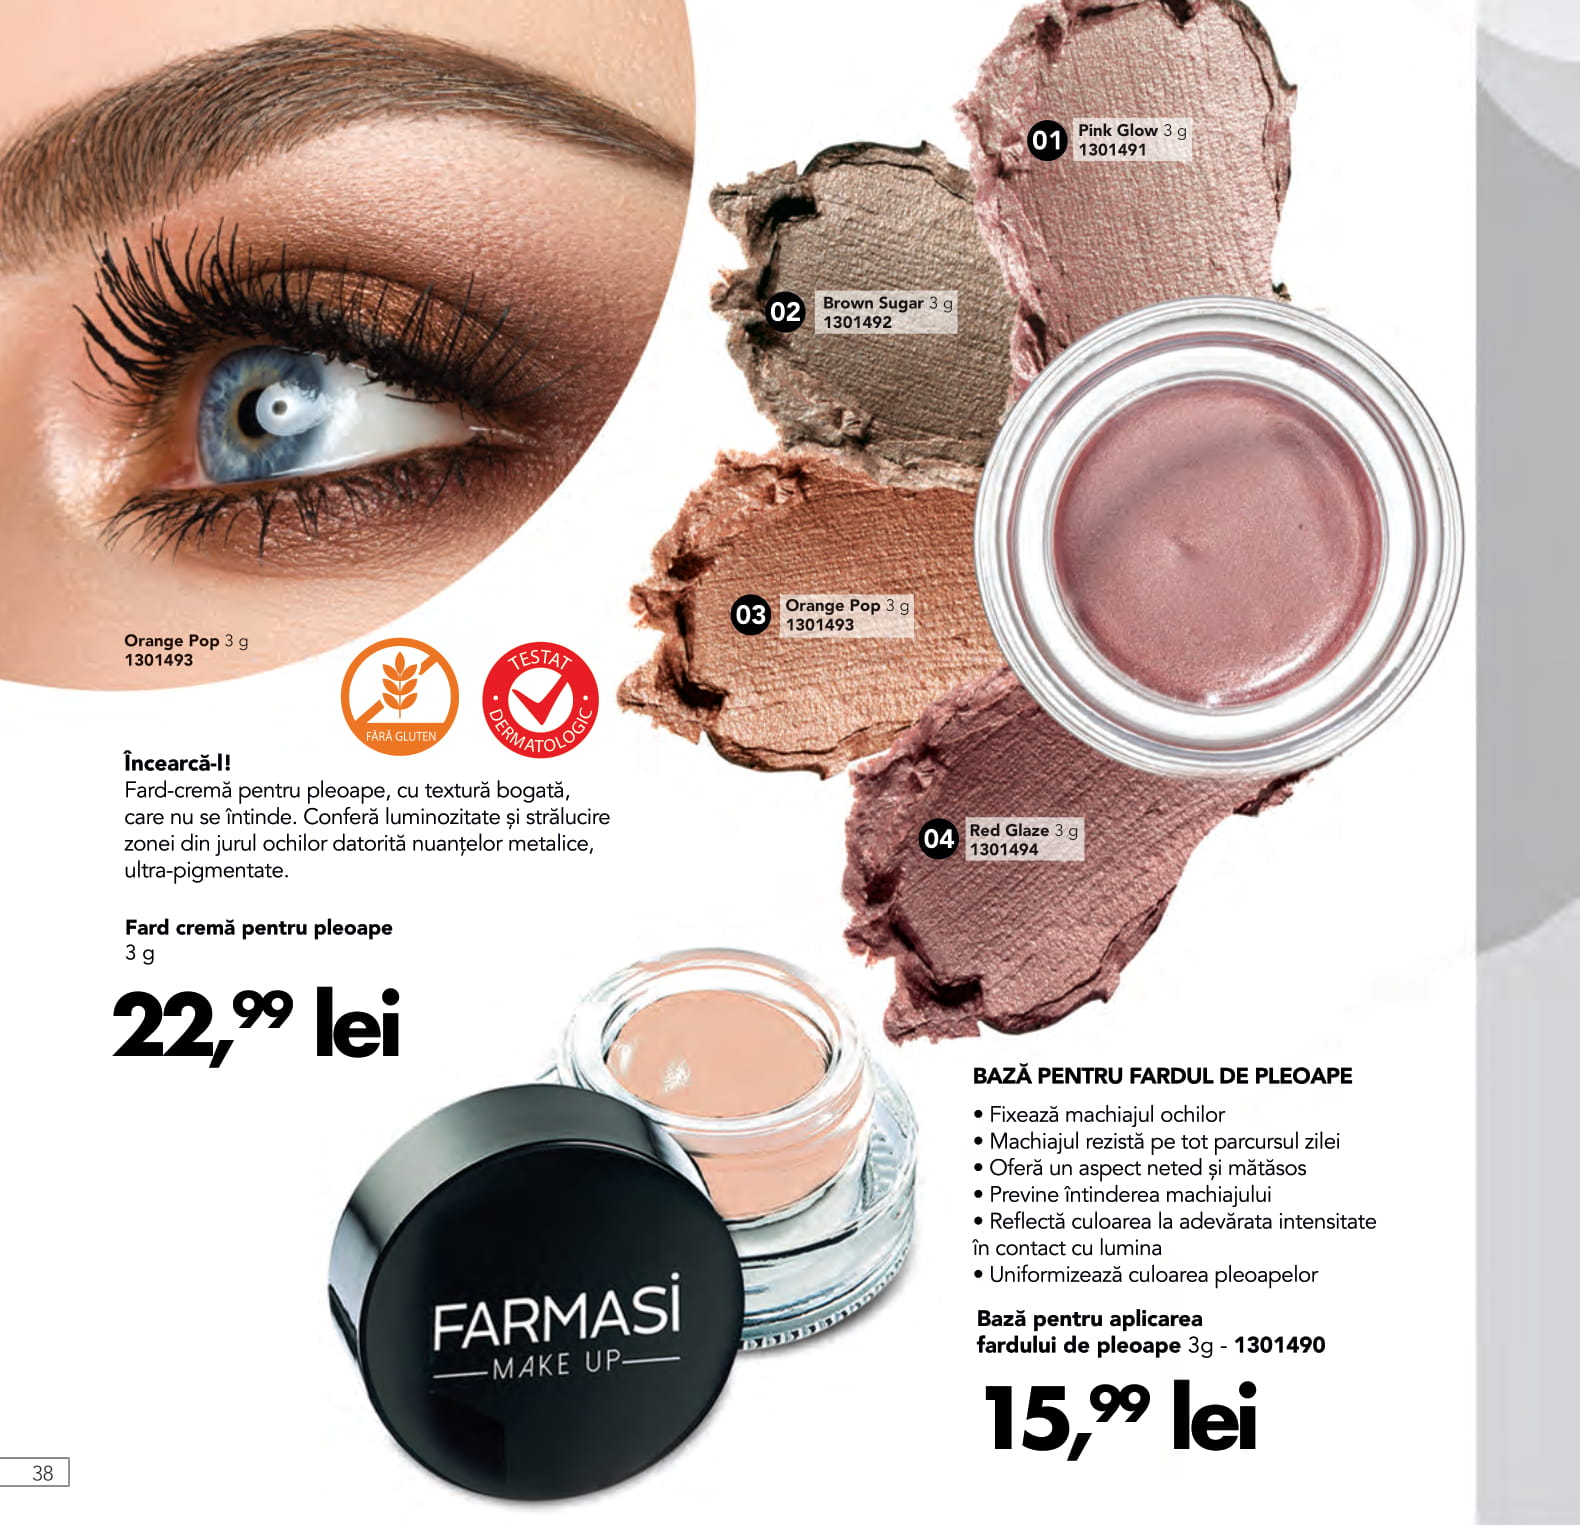 01
Pink Glow 3 g
1301491
02
Brown Sugar 3 g
1301492
03
Orange Pop 3 g
1301493
Orange Pop 3 g
1301493
FĂRĂ GLUTEN
TESTAT
DERMATOLOGIC
04
Red Glaze 3 g
1301494
Încearcă-l!
Fard-cremă pentru pleoape, cu textură bogată,
care nu se întinde. Conferă luminozitate și strălucire
zonei din jurul ochilor datorită nuanțelor metalice,
ultra-pigmentate.
Fard cremă pentru pleoape
3 g
22,99 lei
FARMASİ
MAKE UP
BAZĂ PENTRU FARDUL DE PLEOAPE
• Fixează machiajul ochilor
• Machiajul rezistă pe tot parcursul zilei
• Oferă un aspect neted și mătăsos
• Previne întinderea machiajului
• Reflectă culoarea la adevărata intensitate
în contact cu lumina
• Uniformizează culoarea pleoapelor
Bază pentru aplicarea
fardului de pleoape 3g - 1301490
15,99 lei
38